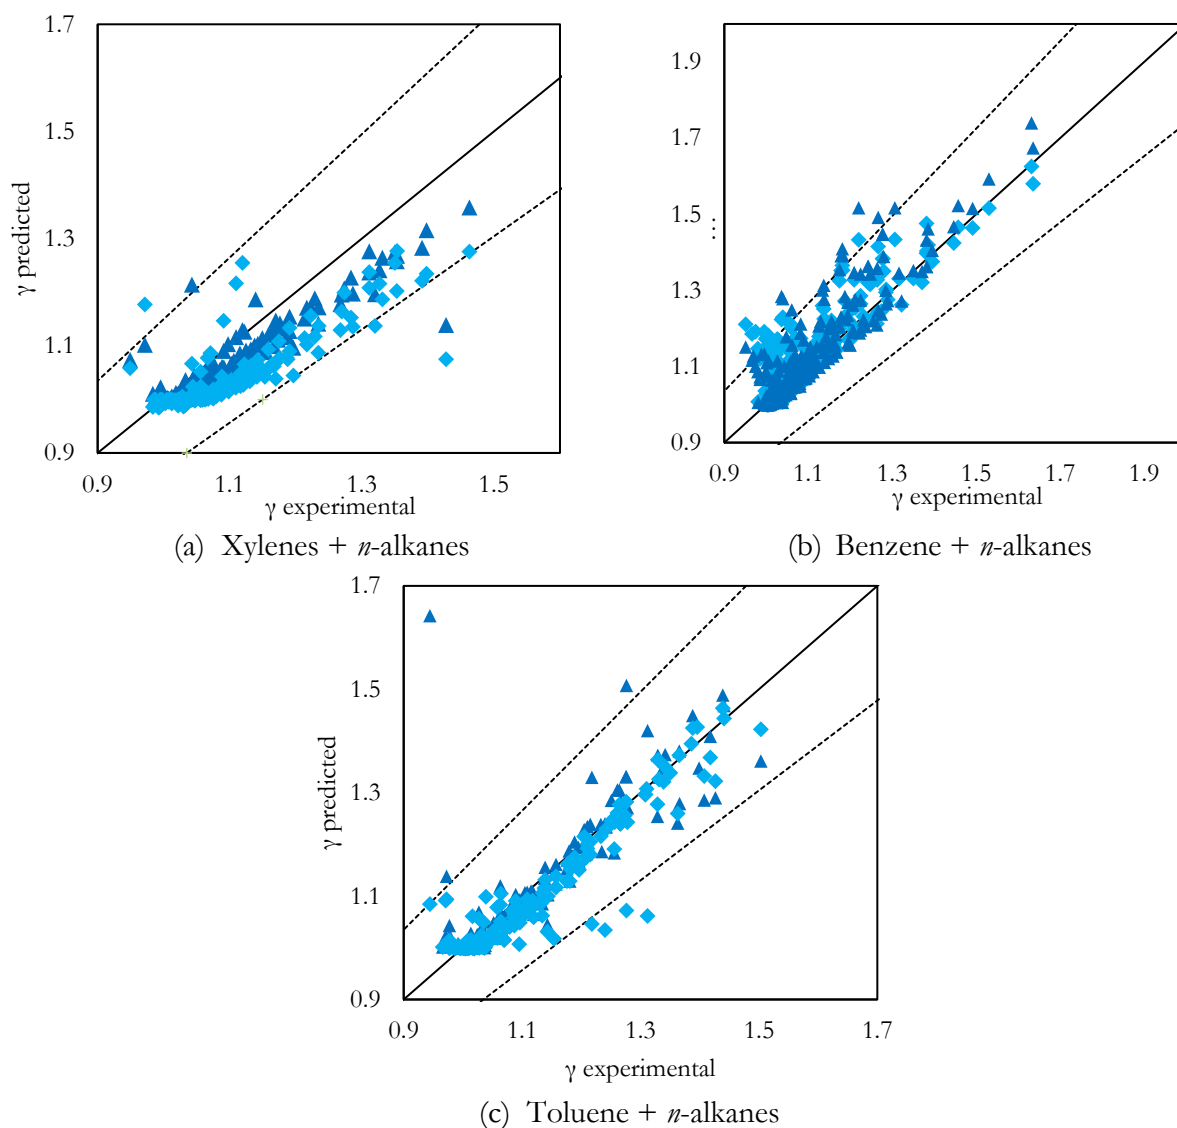 1.7
1.5
1.3
1.1
0.9
γ predicted
0.9 1.1 1.3 1.5
γ experimental
(a) Xylenes + n-alkanes
1.9
1.7
1.5
1.3
1.1
0.9
...
0.9 1.1 1.3 1.5 1.7 1.9
γ experimental
(b) Benzene + n-alkanes
1.7
1.5
1.3
1.1
0.9
γ predicted
0.9 1.1 1.3 1.5 1.7
γ experimental
(c) Toluene + n-alkanes